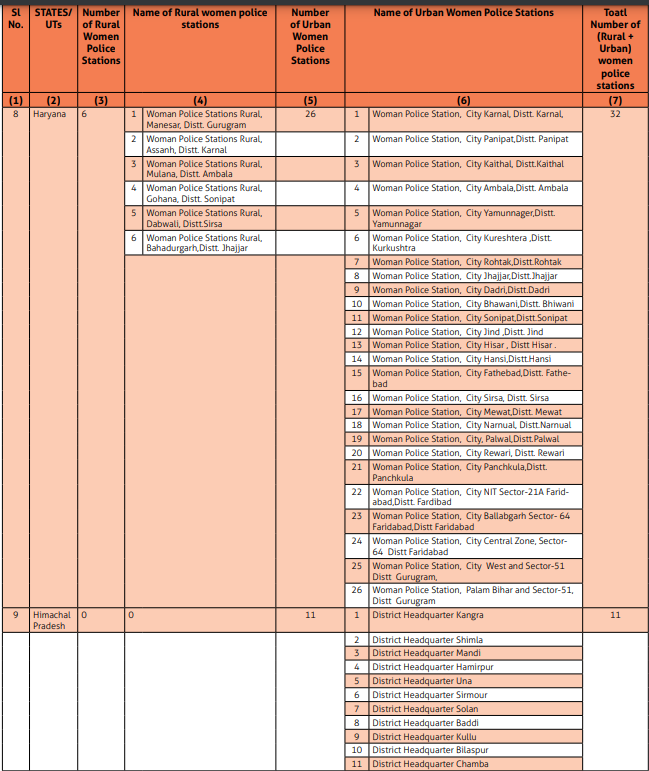 Sl No.
STATES/ UTs
Number of Rural Women Police Stations
Name of Rural women police stations
Number of Urban Women Police Stations
Name of Urban Women Police Stations
Toatl Number of (Rural + Urban) women police stations
(1) (2) (3) (4) (5) (6) (7)
8 Haryana 6
1 Woman Police Stations Rural,
Manesar, Distt. Gurugram
2 Woman Police Stations Rural,
Assanh, Distt. Karnal
3 Woman Police Stations Rural,
Mulana, Distt. Ambala
4 Woman Police Stations Rural,
Gohana, Distt. Sonipat
5 Woman Police Stations Rural,
Dabwali, Distt.Sirsa
6 Woman Police Stations Rural,
Bahadurgarh,Distt. Jhajjar
26
1 Woman Police Station, City Karnal, Distt. Karnal,
2 Woman Police Station, City Panipat,Distt. Panipat
3 Woman Police Station, City Kaithal, Distt.Kaithal
4 Woman Police Station, City Ambala,Distt. Ambala
5 Woman Police Station, City Yamunnager,Distt.
Yamunnagar
6 Woman Police Station, City Kureshtera ,Distt.
Kurkushtra
7 Woman Police Station, City Rohtak,Distt.Rohtak
8 Woman Police Station, City Jhajjar,Distt.Jhajjar
9 Woman Police Station, City Dadri,Distt.Dadri
10 Woman Police Station, City Bhawani,Distt. Bhiwani
11 Woman Police Station, City Sonipat,Distt.Sonipat
12 Woman Police Station, City Jind ,Distt. Jind
13 Woman Police Station, City Hisar , Distt Hisar .
14 Woman Police Station, City Hansi,Distt.Hansi
15 Woman Police Station, City Fathebad,Distt. Fathe-
bad
16 Woman Police Station, City Sirsa, Distt. Sirsa
17 Woman Police Station, City Mewat,Distt. Mewat
18 Woman Police Station, City Narnual, Distt.Narnual
19 Woman Police Station, City, Palwal,Distt.Palwal
20 Woman Police Station, City Rewari, Distt. Rewari
21 Woman Police Station, City Panchkula,Distt.
Panchkula
22 Woman Police Station, City NIT Sector-21A Farid-
abad,Distt. Fardibad
23 Woman Police Station, City Ballabgarh Sector- 64
Faridabad,Distt Faridabad
24 Woman Police Station, City Central Zone, Sector-
64 Distt Faridabad
25 Woman Police Station, City West and Sector-51
Distt Gurugram,
26 Woman Police Station, Palam Bihar and Sector-51,
Distt Gurugram
32
9 Himachal
Pradesh
0 0 11
1 District Headquarter Kangra
11
2 District Headquarter Shimla
3 District Headquarter Mandi
4 District Headquarter Hamirpur
5 District Headquarter Una
6 District Headquarter Sirmour
7 District Headquarter Solan
8 District Headquarter Baddi
9 District Headquarter Kullu
10 District Headquarter Bilaspur
11 District Headquarter Chamba